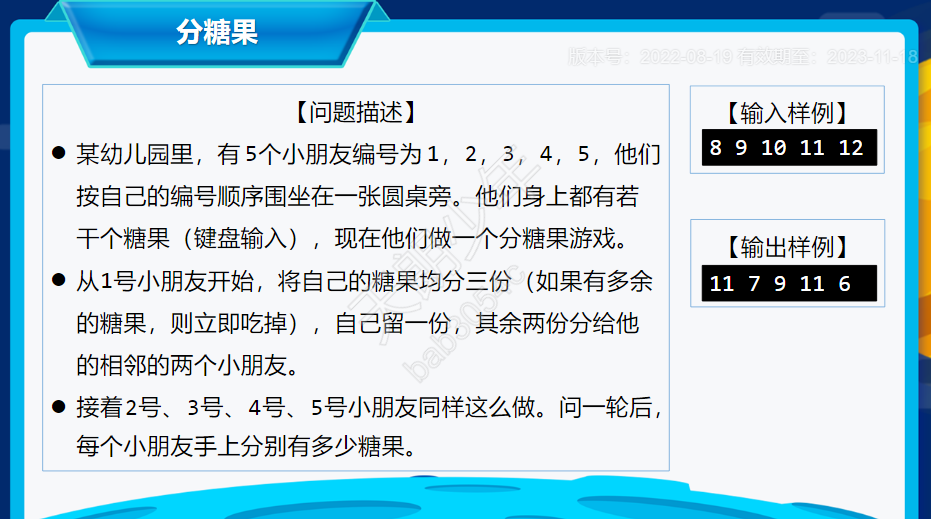 分糖果
版本号：2022-08-19 有效期至：2023-11-18
【问题描述】
● 某幼儿园里，有5个小朋友编号为1，2，3，4，5，他们
按自己的编号顺序围坐在一张圆桌旁。他们身上都有若
干个糖果（键盘输入），现在他们做一个分糖果游戏。
● 从1号小朋友开始，将自己的糖果均分三份（如果有多余
的糖果，则立即吃掉），自己留一份，其余两份分给他
的相邻的两个小朋友。
● 接着2号、3号、4号、5号小朋友同样这么做。问一轮后，
每个小朋友手上分别有多少糖果。
【输入样例】
8 9 10 11 12
【输出样例】
11 7 9 11 6